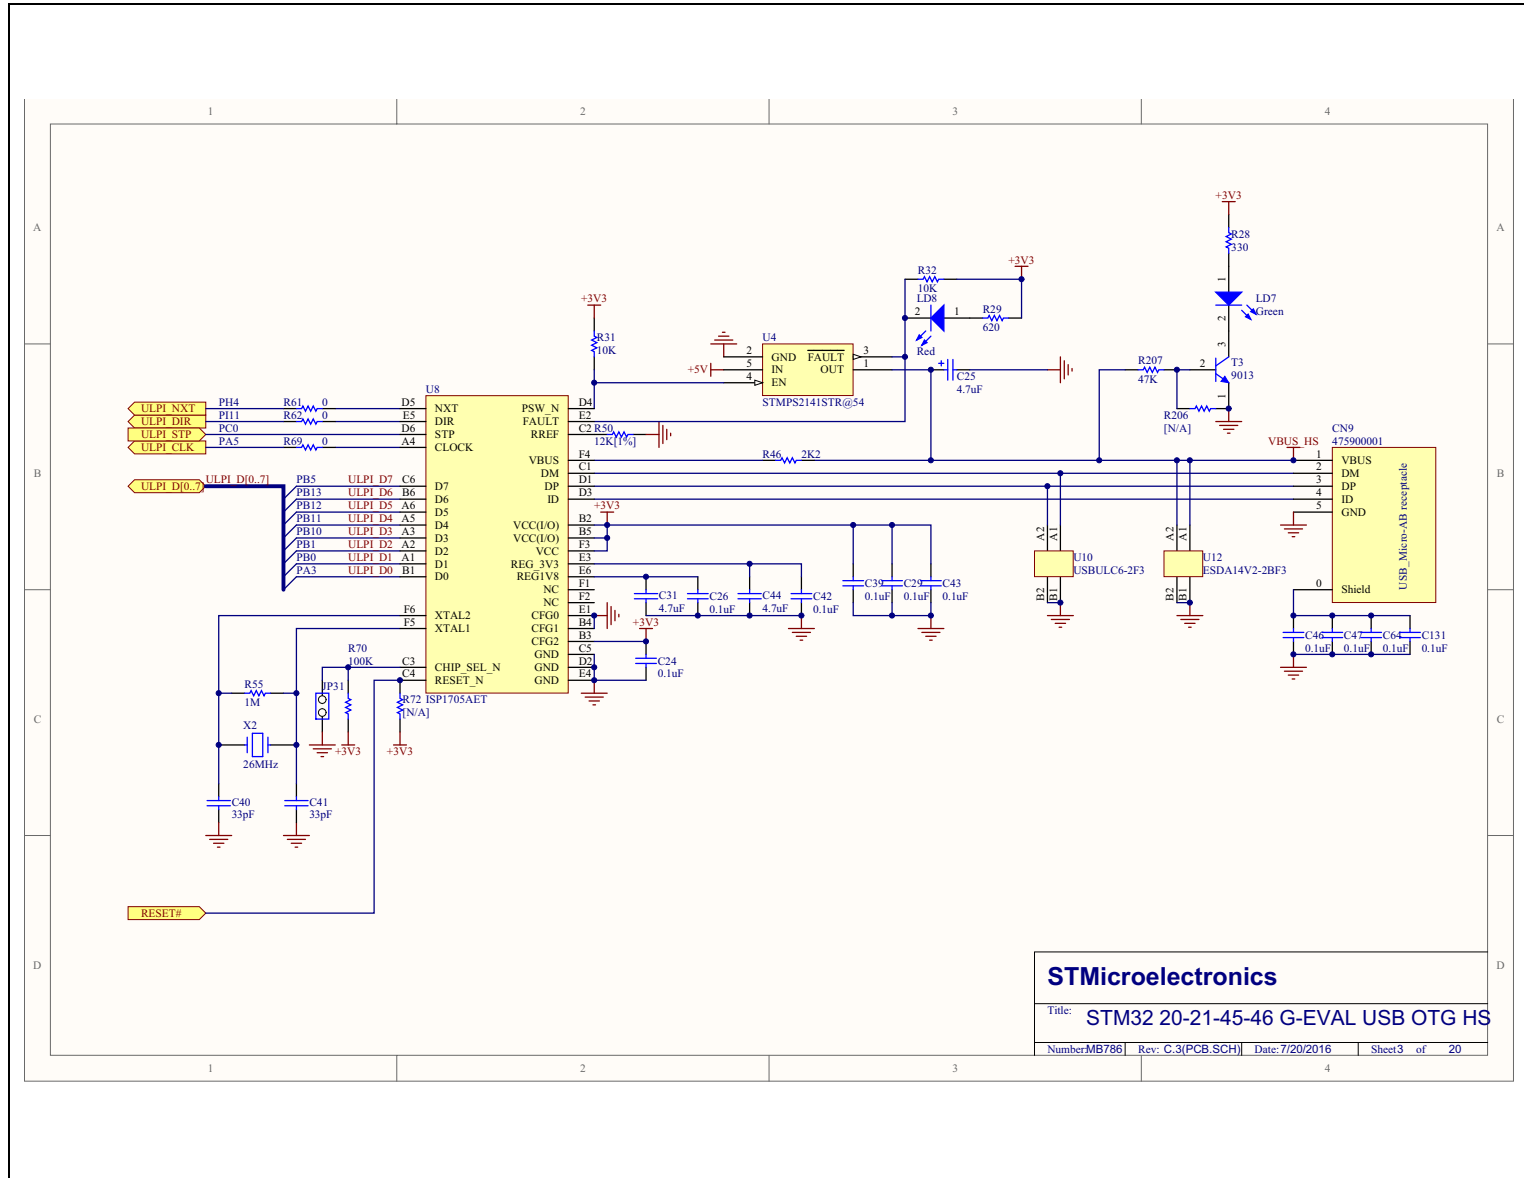 1 2 3 4
A A
+3V3
R28
330
1
LD7
Green
2
3
R207
47K
2
T3
9013
1
R206
[N/A]
R32
10K
+3V3
LD8
2
1
R29
620
Red
+3V3
R31
10K
U4
2 GND FAULT 3
+5V 5 IN OUT 1
4 EN
STMPS2141STR@54
+
C25
4.7uF
U8
ULPI_NXT PH4 R61 0 D5 NXT PSW_N D4
ULPI_DIR PI11 R62 0 E5 DIR FAULT E2
ULPI_STP PC0 D6 STP RREF C2 R50
12K[1%]
ULPI_CLK PA5 R69 0 A4 CLOCK
VBUS F4 R46 2K2
DM C1
DP D1
ID D3
B B
ULPI_D[0..7] ULPI_D[0..7]
PB5 ULPI_D7 C6 D7
PB13 ULPI_D6 B6 D6
PB12 ULPI_D5 A6 D5
PB11 ULPI_D4 A5 D4
PB10 ULPI_D3 A3 D3
PB1 ULPI_D2 A2 D2
PB0 ULPI_D1 A1 D1
PA3 ULPI_D0 B1 D0
+3V3
VCC(I/O) B2
VCC(I/O) B5
VCC F3
REG_3V3 E3
REG1V8 E6
NC F1
NC F2
CFG0 E1
CFG1 B4
CFG2 B3
GND C5
GND D2
GND E4
F6 XTAL2
F5 XTAL1
C3 CHIP_SEL_N
C4 RESET_N
ISP1705AET
C31
4.7uF
C26
0.1uF
C44
4.7uF
C42
0.1uF
+3V3
C24
0.1uF
C39
0.1uF
C29
0.1uF
C43
0.1uF
A2
A1
U10
USBULC6-2F3
B2
B1
A2
A1
U12
ESDA14V2-2BF3
B2
B1
CN9
475900001
VBUS_HS
1 VBUS
2 DM
3 DP
4 ID
5 GND
0 Shield
USB_Micro-AB receptacle
C46
0.1uF
C47
0.1uF
C64
0.1uF
C131
0.1uF
R70
100K
JP31
+3V3
R72
[N/A]
+3V3
R55
1M
X2
26MHz
C40
33pF
C41
33pF
C C
RESET#
D D
STMicroelectronics
Title: STM32 20-21-45-46 G-EVAL USB OTG HS
Number:MB786 Rev: C.3(PCB.SCH) Date:7/20/2016 Sheet3 of 20
1 2 3 4